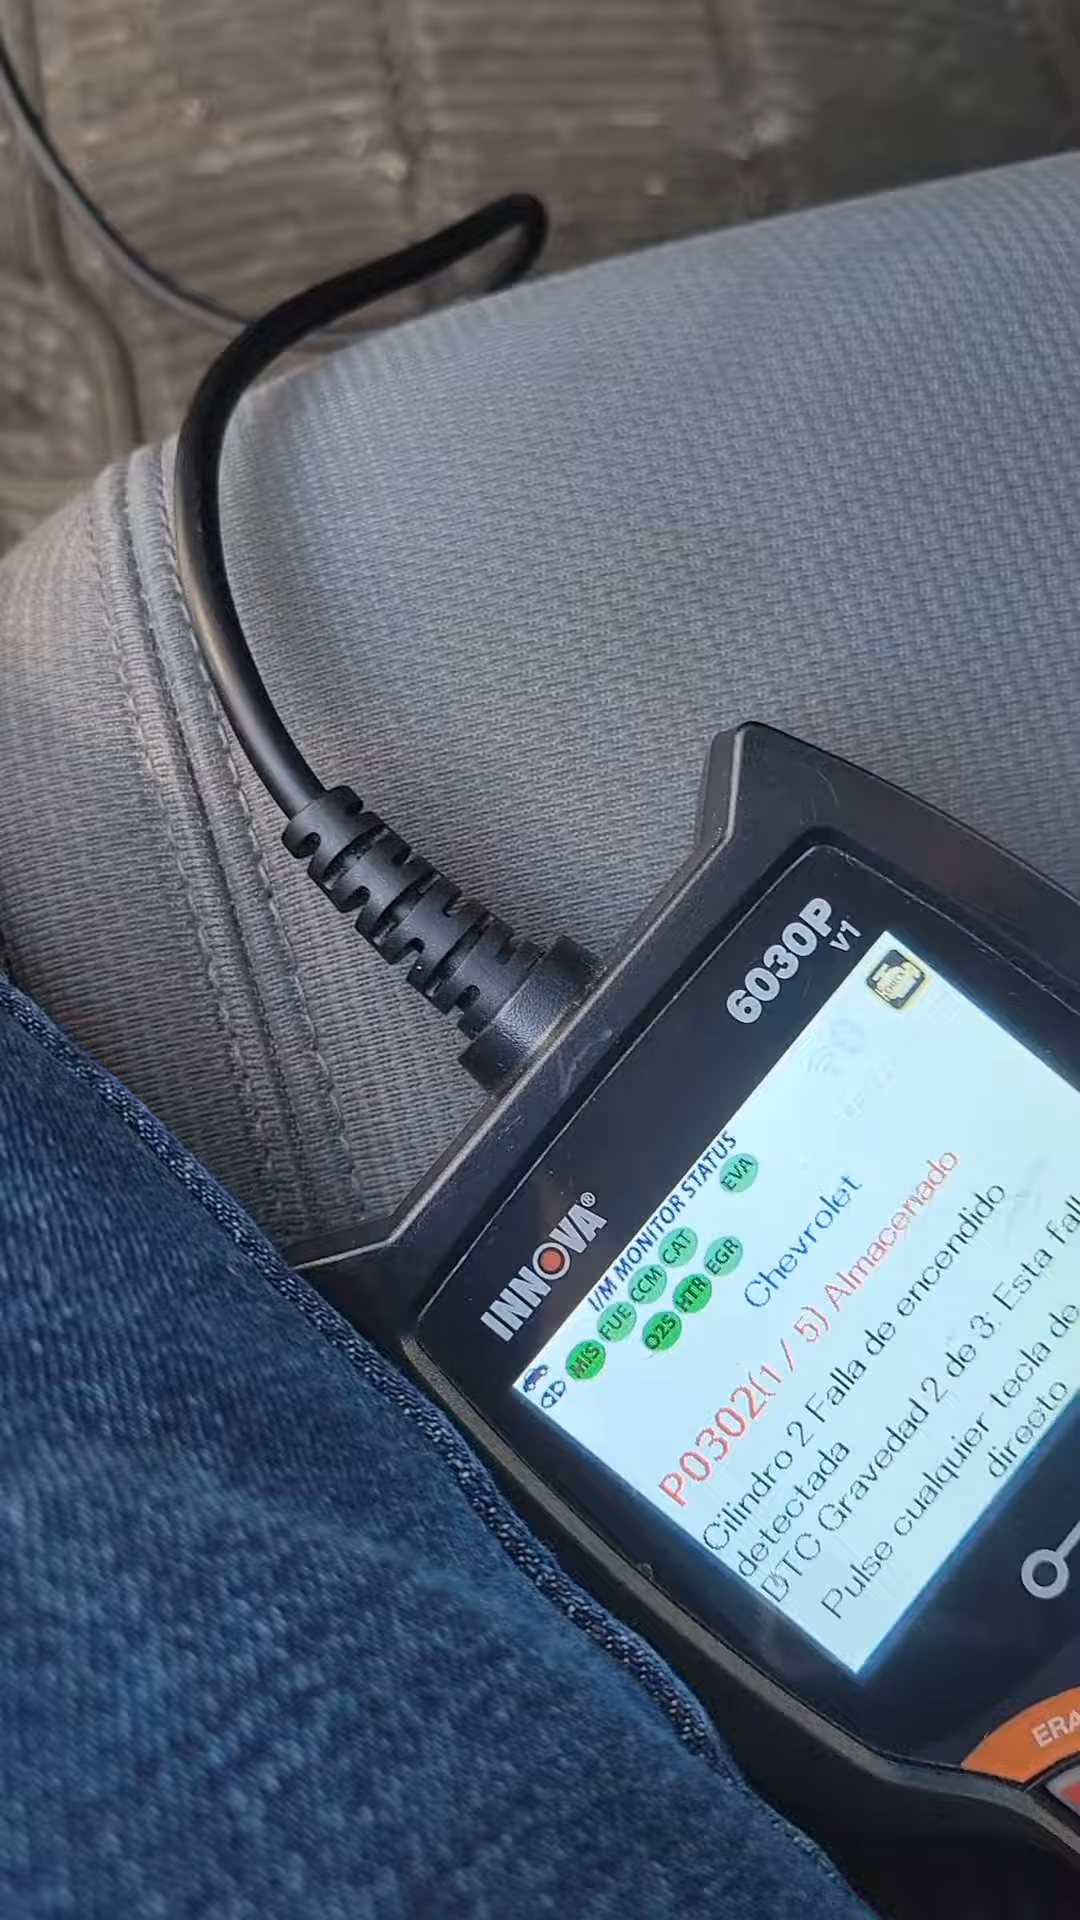 INNOVA®
6030P
V1
I/M MONITOR STATUS
MIS FUE CCM CAT EVA
O2S HTR EGR
CHECK
Chevrolet
P0302(1 / 5) Almacenado
Cilindro 2 Falla de encendido
detectada
DTC Gravedad 2 de 3: Esta fall
Pulse cualquier tecla de
directo
ERA